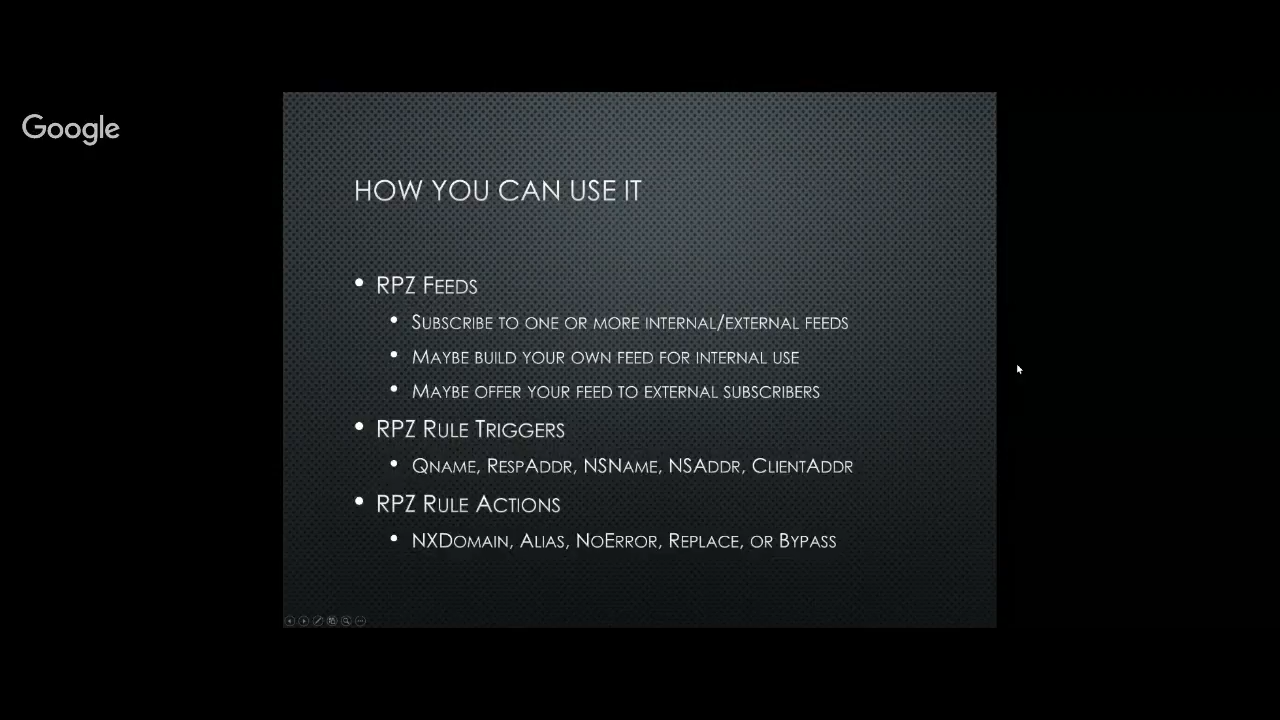 Google
HOW YOU CAN USE IT
• RPZ FEEDS
• SUBSCRIBE TO ONE OR MORE INTERNAL/EXTERNAL FEEDS
• MAYBE BUILD YOUR OWN FEED FOR INTERNAL USE
• MAYBE OFFER YOUR FEED TO EXTERNAL SUBSCRIBERS
• RPZ RULE TRIGGERS
• QNAME, RESPADDR, NSNAME, NSADDR, CLIENTADDR
• RPZ RULE ACTIONS
• NXDOMAIN, ALIAS, NOERROR, REPLACE, OR BYPASS